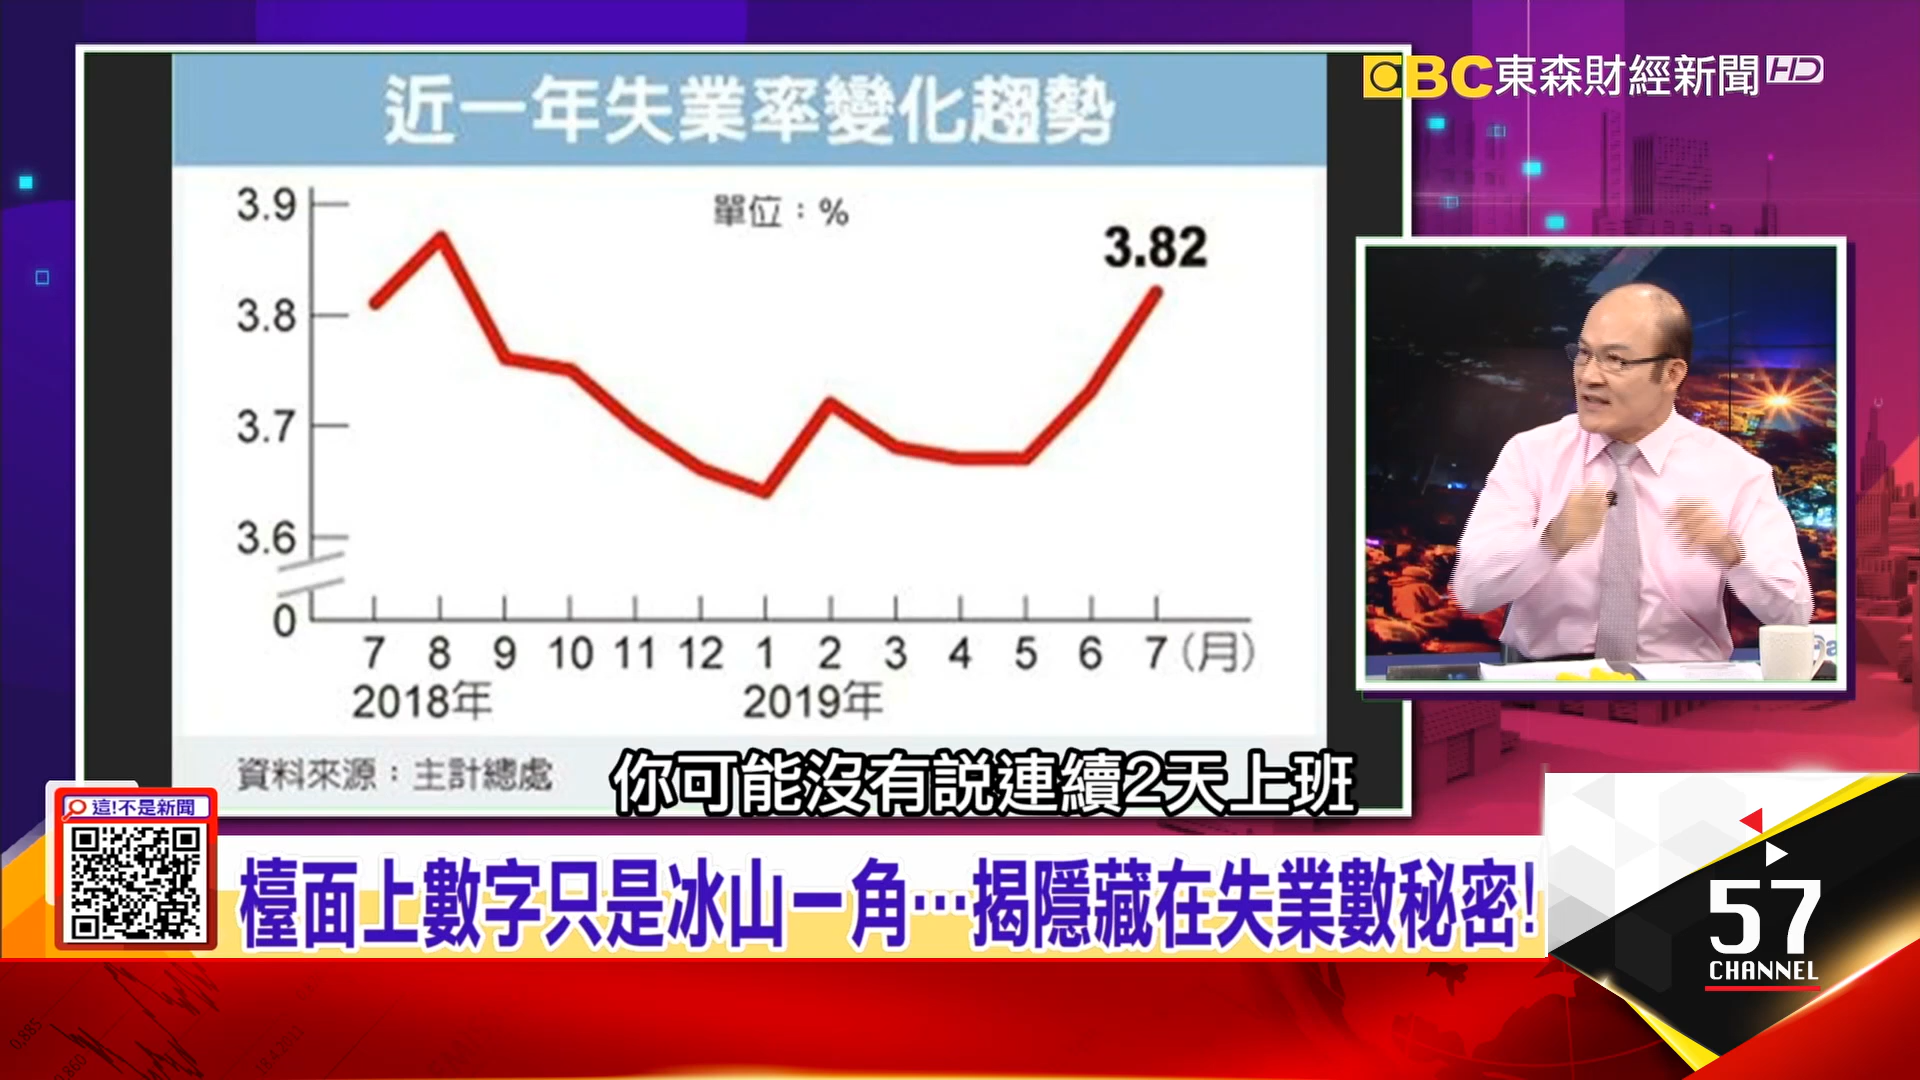 近一年失業率變化趨勢
EBC東森財經新聞HD
單位：%
3.9
3.8
3.7
3.6
0
3.82
7 8 9 10 11 12 1 2 3 4 5 6 7(月)
2018年 2019年
資料來源：主計總處
你可能沒有説連續2天上班
這!不是新聞
檯面上數字只是冰山一角…揭隱藏在失業數秘密!
57
CHANNEL